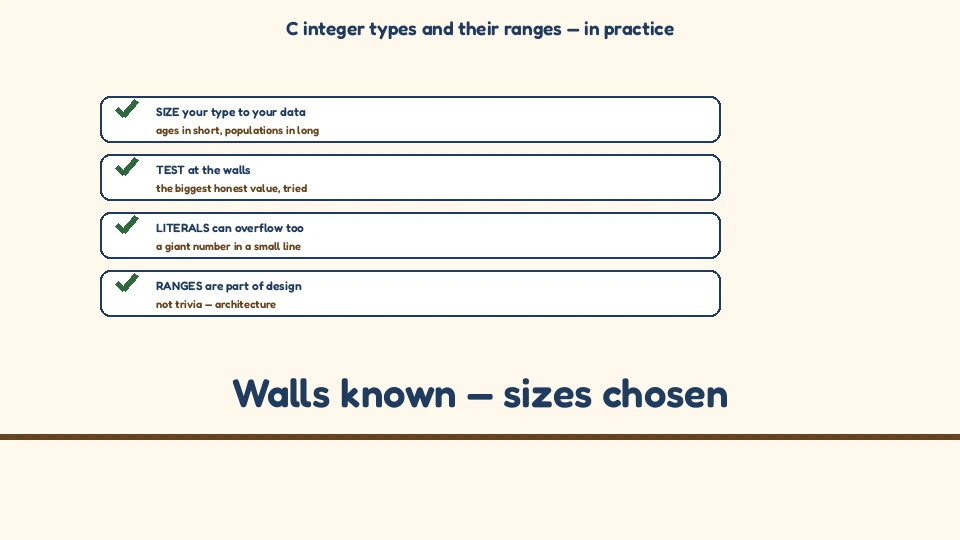 C integer types and their ranges — in practice
SIZE your type to your data
ages in short, populations in long
TEST at the walls
the biggest honest value, tried
LITERALS can overflow too
a giant number in a small line
RANGES are part of design
not trivia — architecture
Walls known — sizes chosen